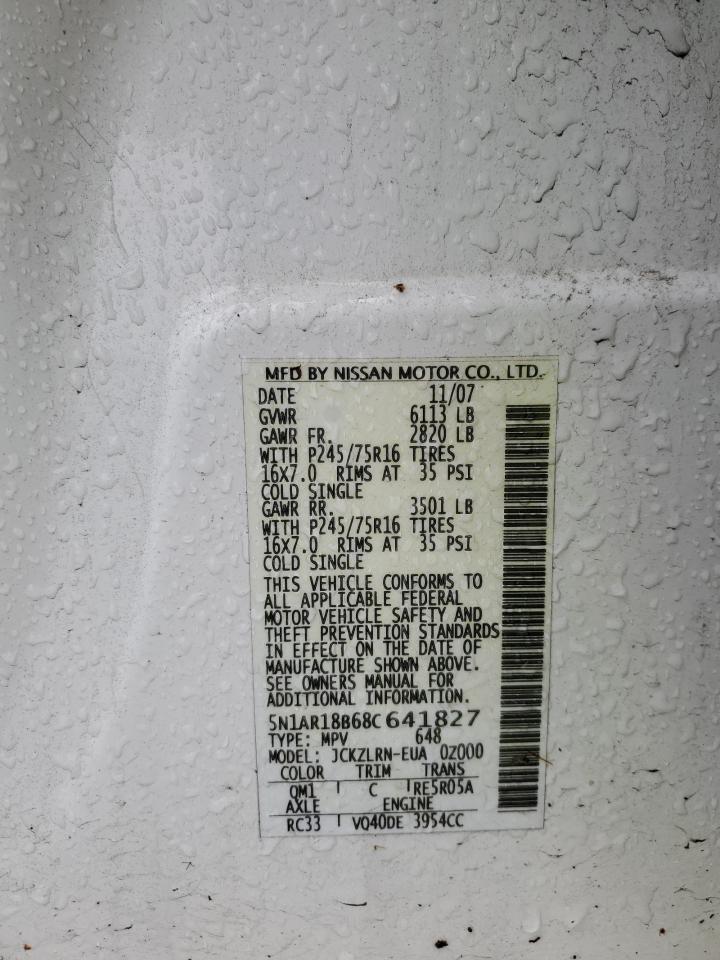 MFD BY NISSAN MOTOR CO., LTD.
DATE 11/07
GVWR 6113 LB
GAWR FR. 2820 LB
WITH P245/75R16 TIRES
16X7.0 RIMS AT 35 PSI
COLD SINGLE
GAWR RR. 3501 LB
WITH P245/75R16 TIRES
16X7.0 RIMS AT 35 PSI
COLD SINGLE
THIS VEHICLE CONFORMS TO
ALL APPLICABLE FEDERAL
MOTOR VEHICLE SAFETY AND
THEFT PREVENTION STANDARDS
IN EFFECT ON THE DATE OF
MANUFACTURE SHOWN ABOVE.
SEE OWNERS MANUAL FOR
ADDITIONAL INFORMATION.
5N1AR18B68C641827
TYPE: MPV 648
MODEL: JCKZLRN-EUA 0Z000
COLOR TRIM TRANS
QM1 C RE5R05A
AXLE ENGINE
RC33 VQ40DE 3954CC